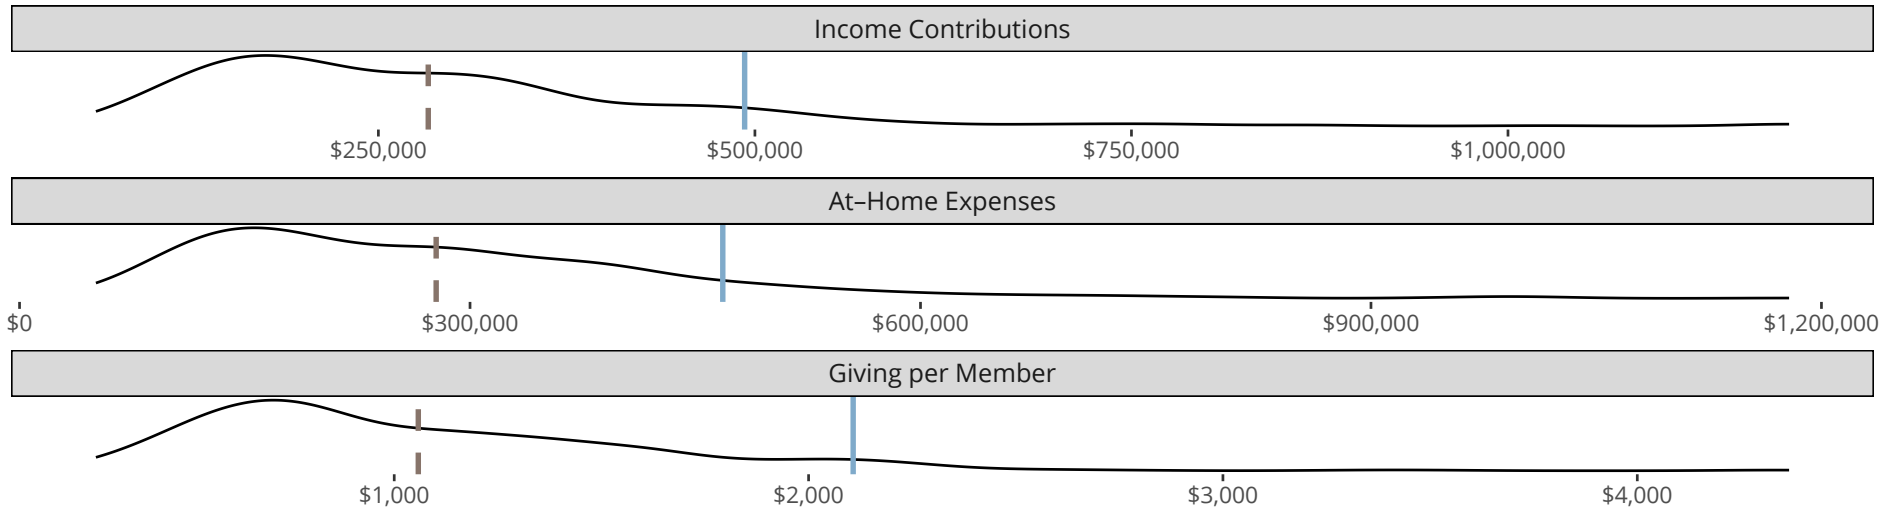 Income Contributions
$250,000 $500,000 $750,000 $1,000,000
At–Home Expenses
$0 $300,000 $600,000 $900,000 $1,200,000
Giving per Member
$1,000 $2,000 $3,000 $4,000